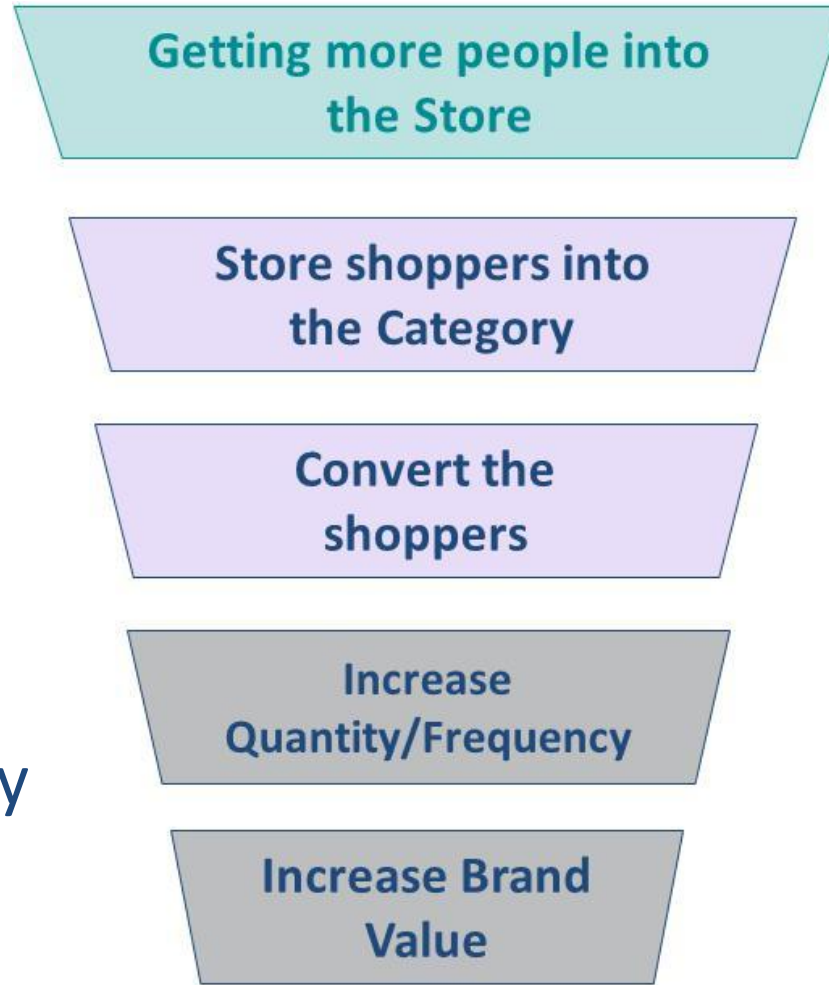 Getting more people into
the Store
Store shoppers into
the Category
Convert the
shoppers
Increase
Quantity/Frequency
y
Increase Brand
Value